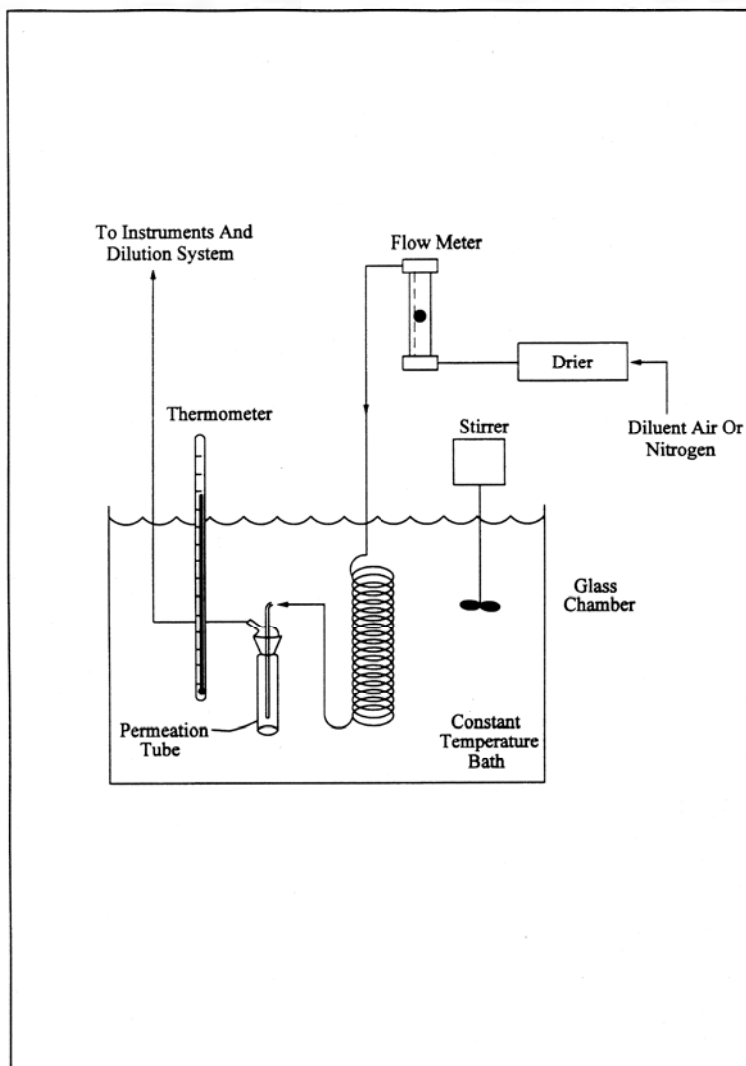 To Instruments And
Dilution System
Flow Meter
Drier
Thermometer
Stirrer
Diluent Air Or
Nitrogen
Glass
Chamber
Permeation
Tube
Constant
Temperature
Bath